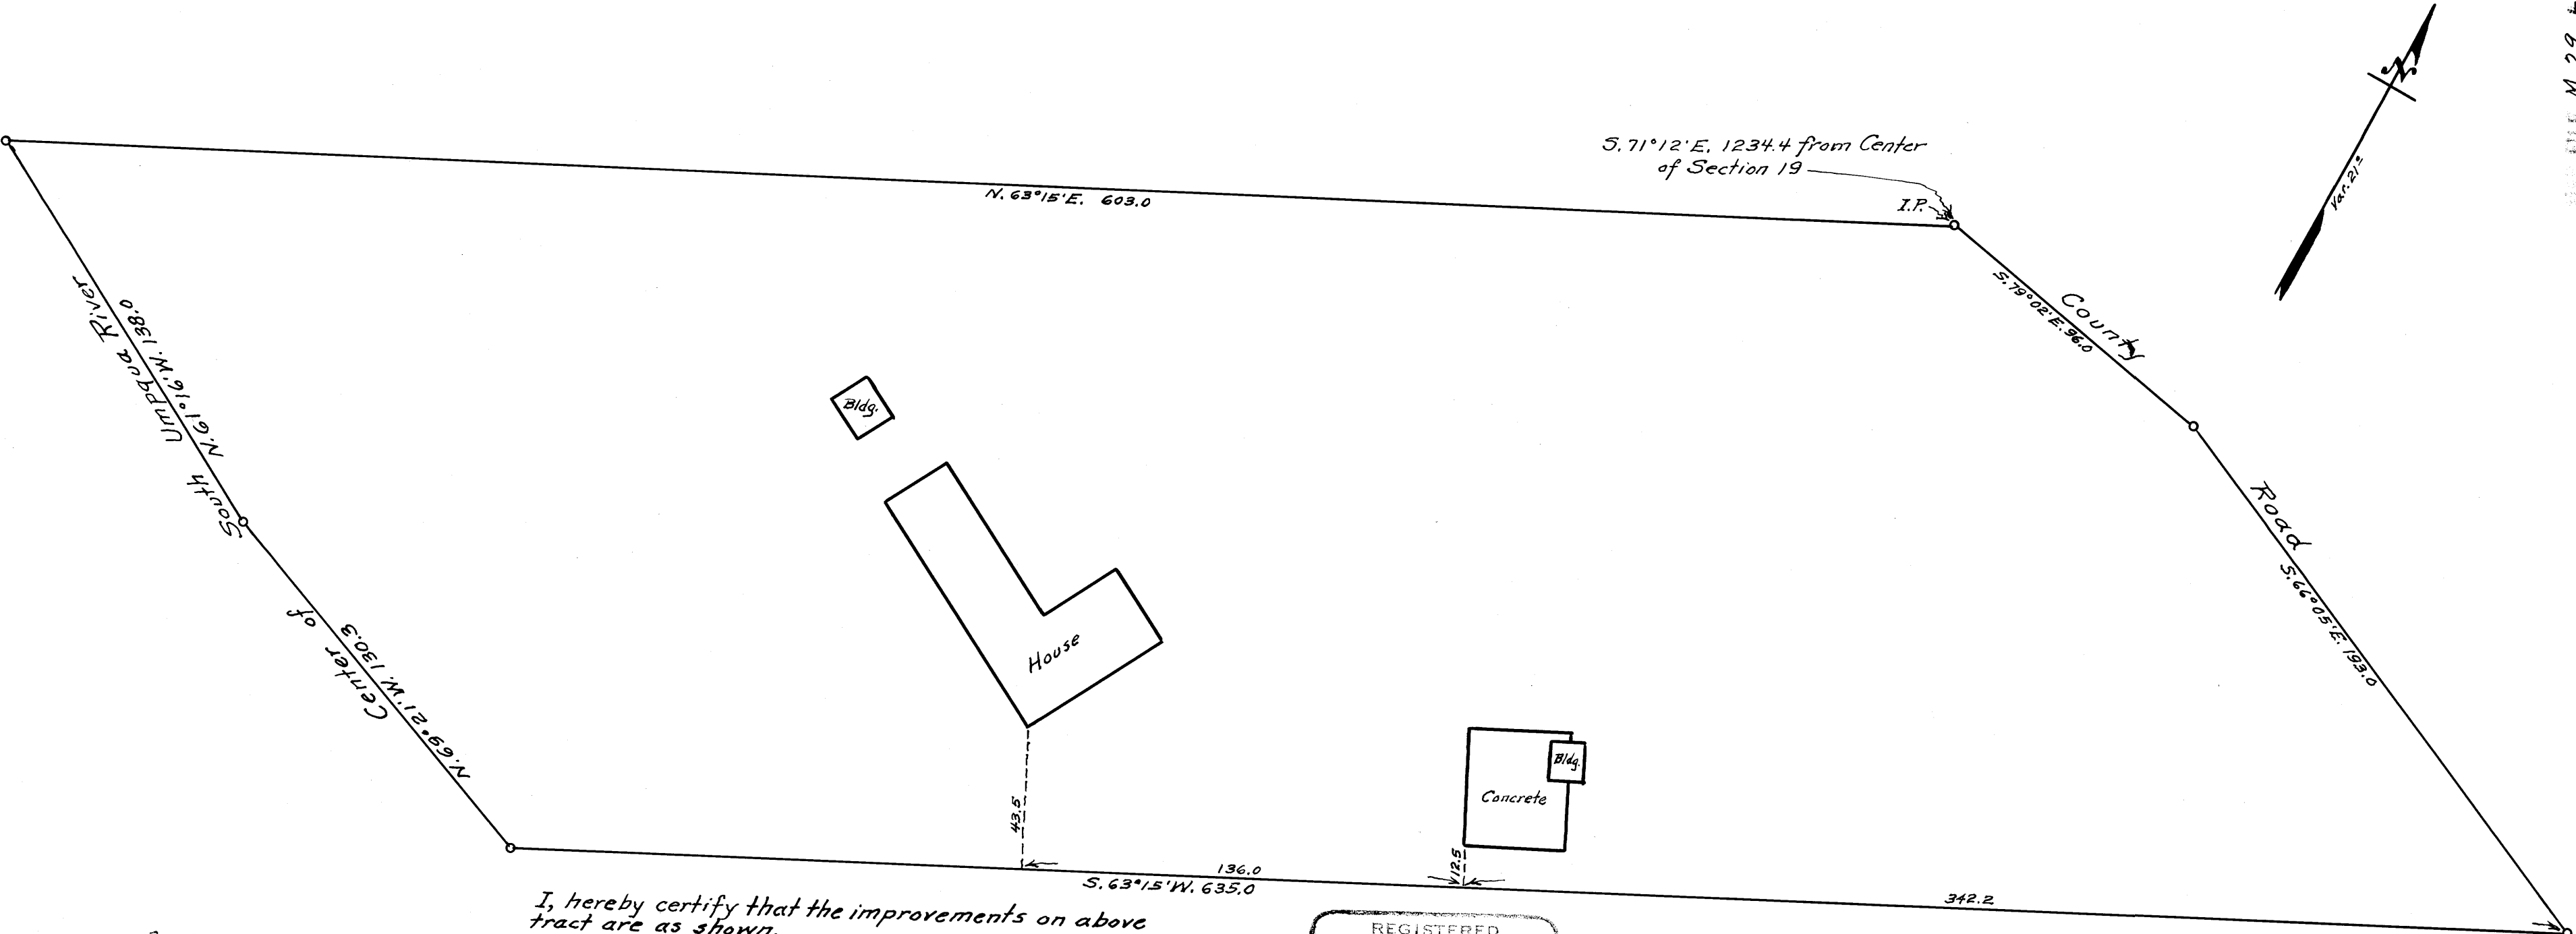 S. 71°12'E. 1234.4 from Center
of Section 19
I.P.
N. 63°15'E. 603.0
N
Var. 21°
S. 79°02'E. 96.0
County
Road
S. 66°05'E. 193.0
South Umpqua River
N. 61°16'W. 138.0
Center of
N. 69°21'W. 130.3
Bldg.
House
Bldg.
Concrete
43.5
12.5
136.0
S. 63°15'W. 635.0
342.2
I, hereby certify that the improvements on above
tract are as shown.
REGISTERED